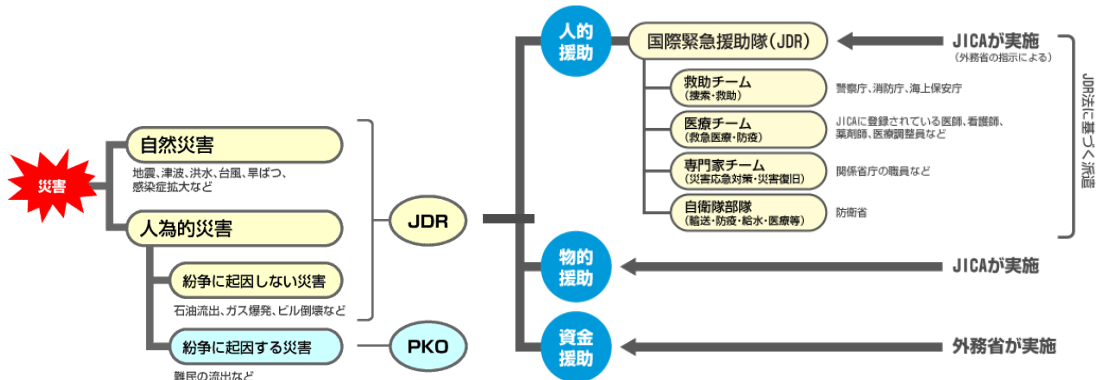 災害
自然災害
地震、津波、洪水、台風、旱ばつ、
感染症拡大など
人為的災害
紛争に起因しない災害
石油流出、ガス爆発、ビル倒壊など
紛争に起因する災害
難民の流出など
JDR
PKO
人的
援助
国際緊急援助隊（JDR）
JICAが実施
（外務省の指示による）
救助チーム
（捜索・救助）
警察庁、消防庁、海上保安庁
医療チーム
（救急医療・防疫）
JICAに登録されている医師、看護師、
薬剤師、医療調整員など
専門家チーム
（災害応急対策・災害復旧）
関係省庁の職員など
自衛隊部隊
（輸送・防疫・給水・医療等）
防衛省
JDR法に基づく派遣
物的
援助
JICAが実施
資金
援助
外務省が実施